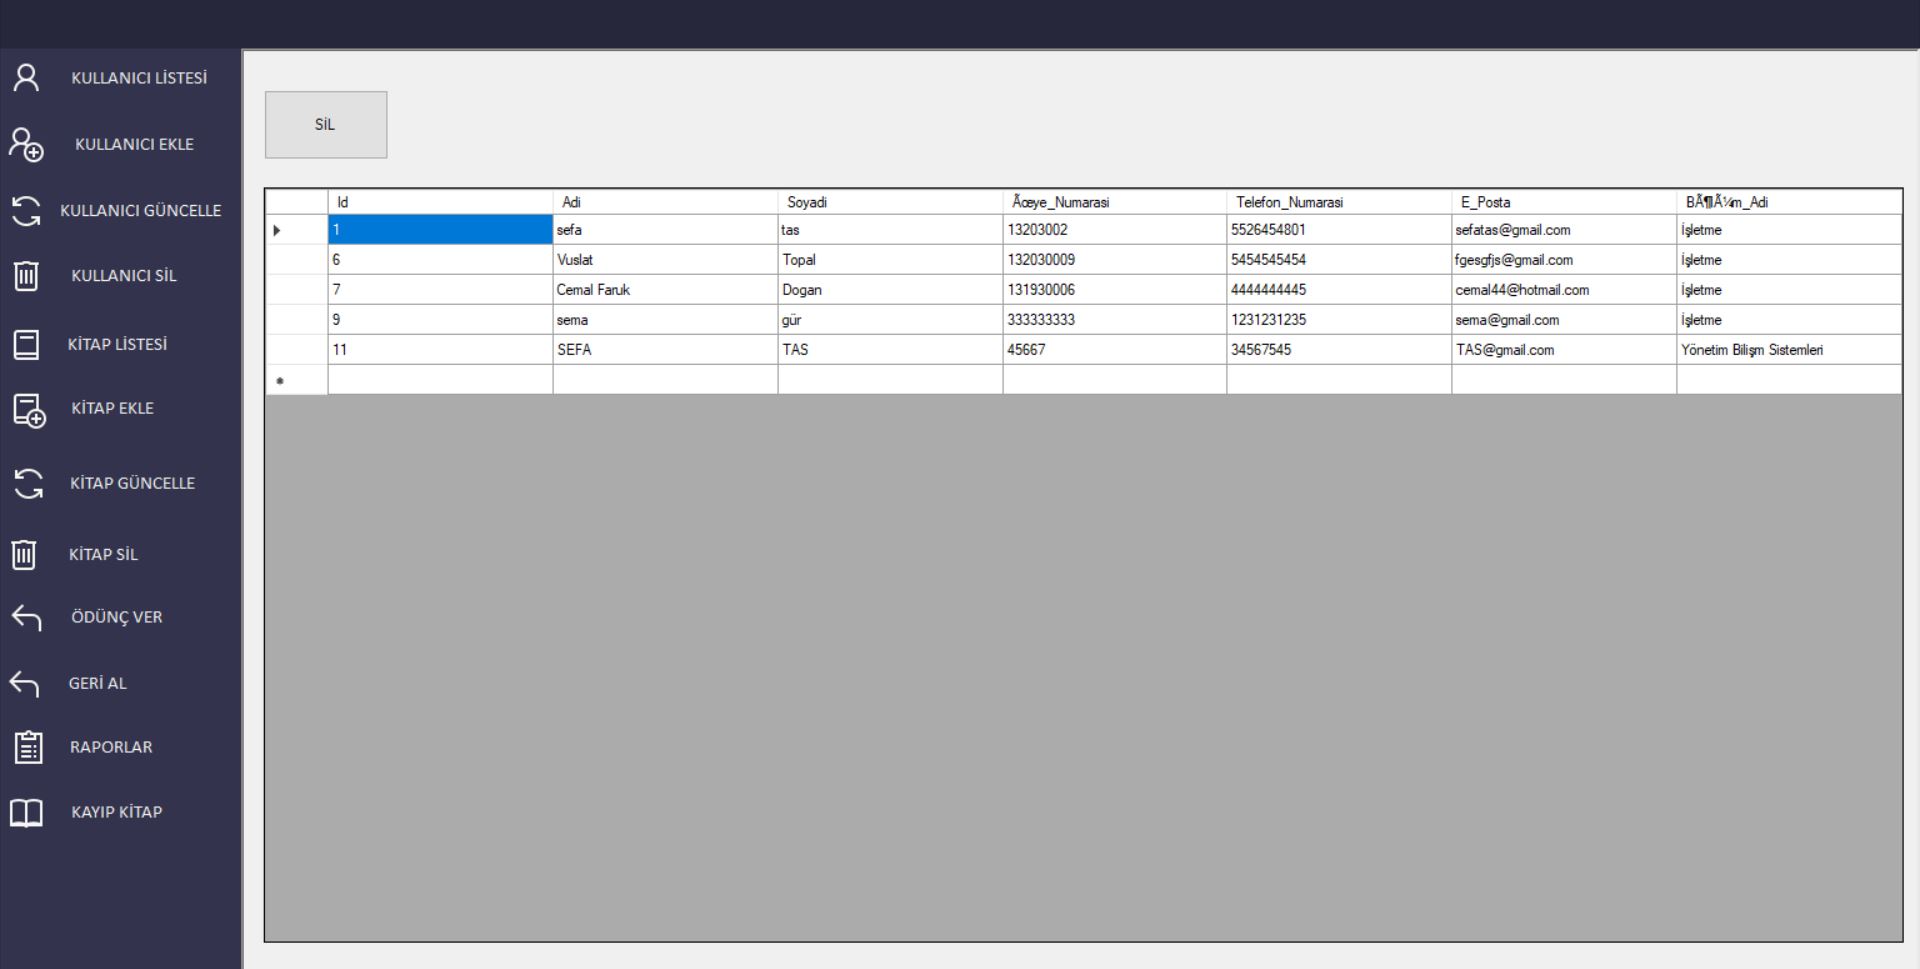 KULLANICI LİSTESİ
KULLANICI EKLE
KULLANICI GÜNCELLE
KULLANICI SİL
KİTAP LİSTESİ
KİTAP EKLE
KİTAP GÜNCELLE
KİTAP SİL
ÖDÜNÇ VER
GERİ AL
RAPORLAR
KAYIP KİTAP
SİL
Id Adi Soyadi Ãœye_Numarasi Telefon_Numarasi E_Posta BÃ¶Ã¼m_Adi
1 sefa tas 13203002 5526454801 sefatas@gmail.com İşletme
6 Vuslat Topal 132030009 5454545454 fgesgfjs@gmail.com İşletme
7 Cemal Faruk Dogan 131930006 4444444445 cemal44@hotmail.com İşletme
9 sema gür 333333333 1231231235 sema@gmail.com İşletme
11 SEFA TAS 45667 34567545 TAS@gmail.com Yönetim Bilişm Sistemleri